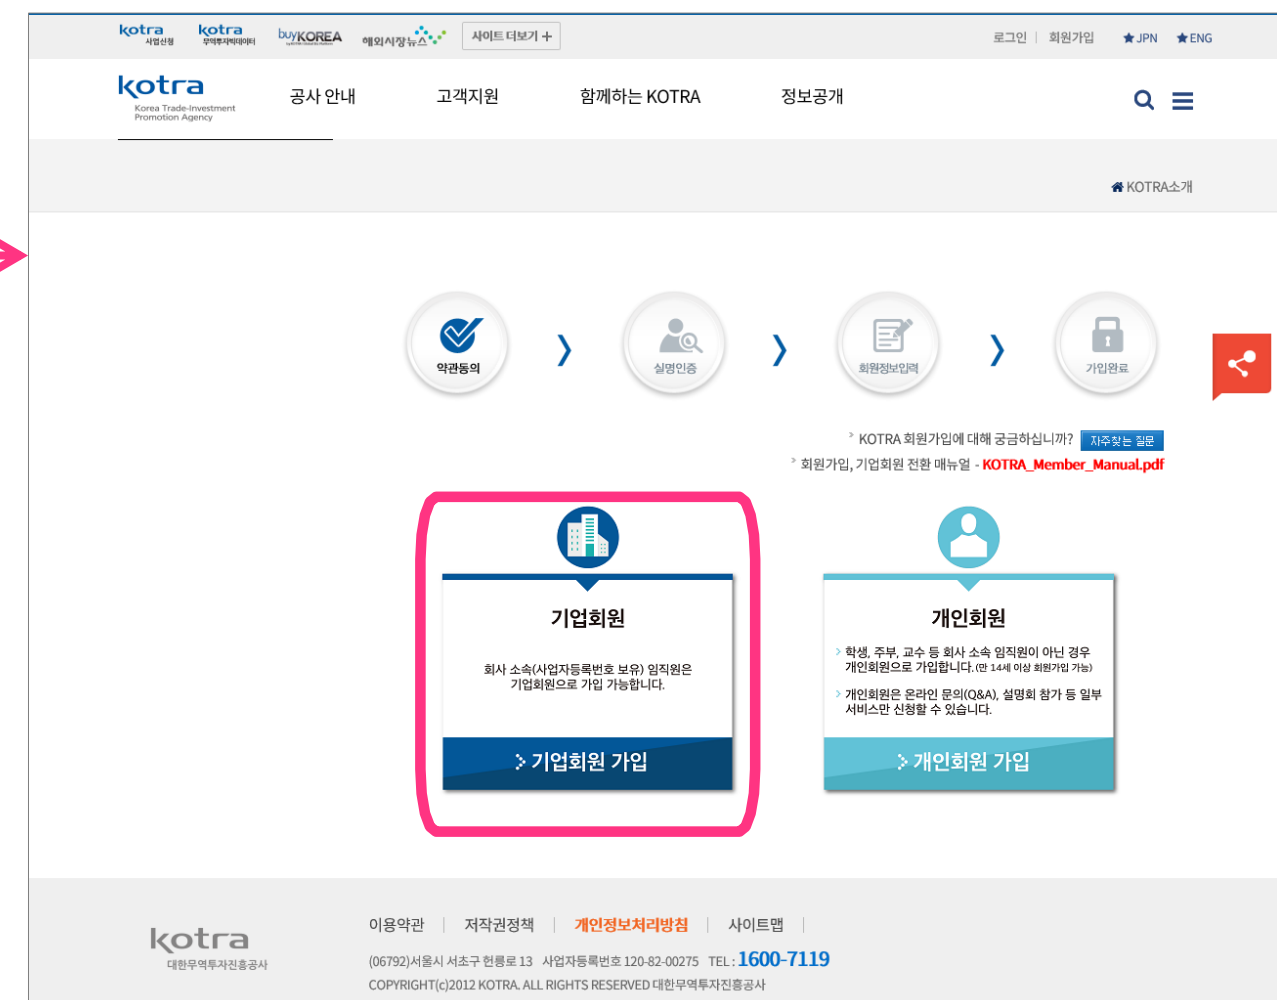 kotra
사업신청
kotra
무역투자빅데이터
buyKOREA
해외시장뉴스
사이트 더보기 +
로그인
회원가입
JPN
ENG
kotra
Korea Trade-Investment
Promotion Agency
공사 안내
고객지원
함께하는 KOTRA
정보공개
KOTRA소개
약관동의
실명인증
회원정보입력
가입완료
KOTRA 회원가입에 대해 궁금하십니까?
자주찾는 질문
회원가입, 기업회원 전환 매뉴얼 - KOTRA_Member_Manual.pdf
기업회원
회사 소속(사업자등록번호 보유) 임직원은
기업회원으로 가입 가능합니다.
기업회원 가입
개인회원
학생, 주부, 교수 등 회사 소속 임직원이 아닌 경우
개인회원으로 가입합니다.(만 14세 이상 회원가입 가능)
개인회원은 온라인 문의(Q&A), 설명회 참가 등 일부
서비스만 신청할 수 있습니다.
개인회원 가입
kotra
대한무역투자진흥공사
이용약관
저작권정책
개인정보처리방침
사이트맵
(06792)서울시 서초구 헌릉로 13 사업자등록번호 120-82-00275 TEL : 1600-7119
COPYRIGHT(c)2012 KOTRA. ALL RIGHTS RESERVED 대한무역투자진흥공사